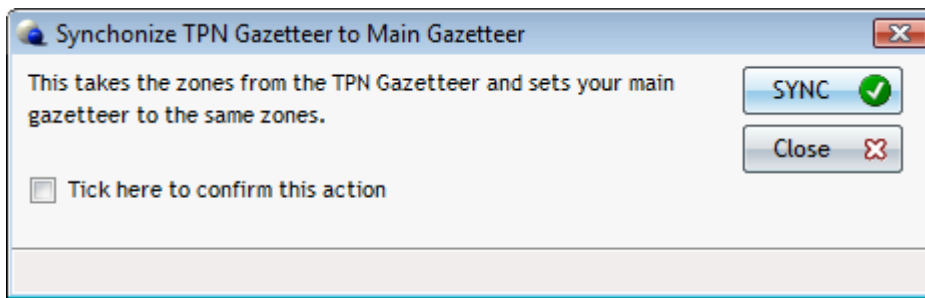 Synchonize TPN Gazetteer to Main Gazetteer
This takes the zones from the TPN Gazetteer and sets your main
gazetteer to the same zones.
SYNC
Close
Tick here to confirm this action